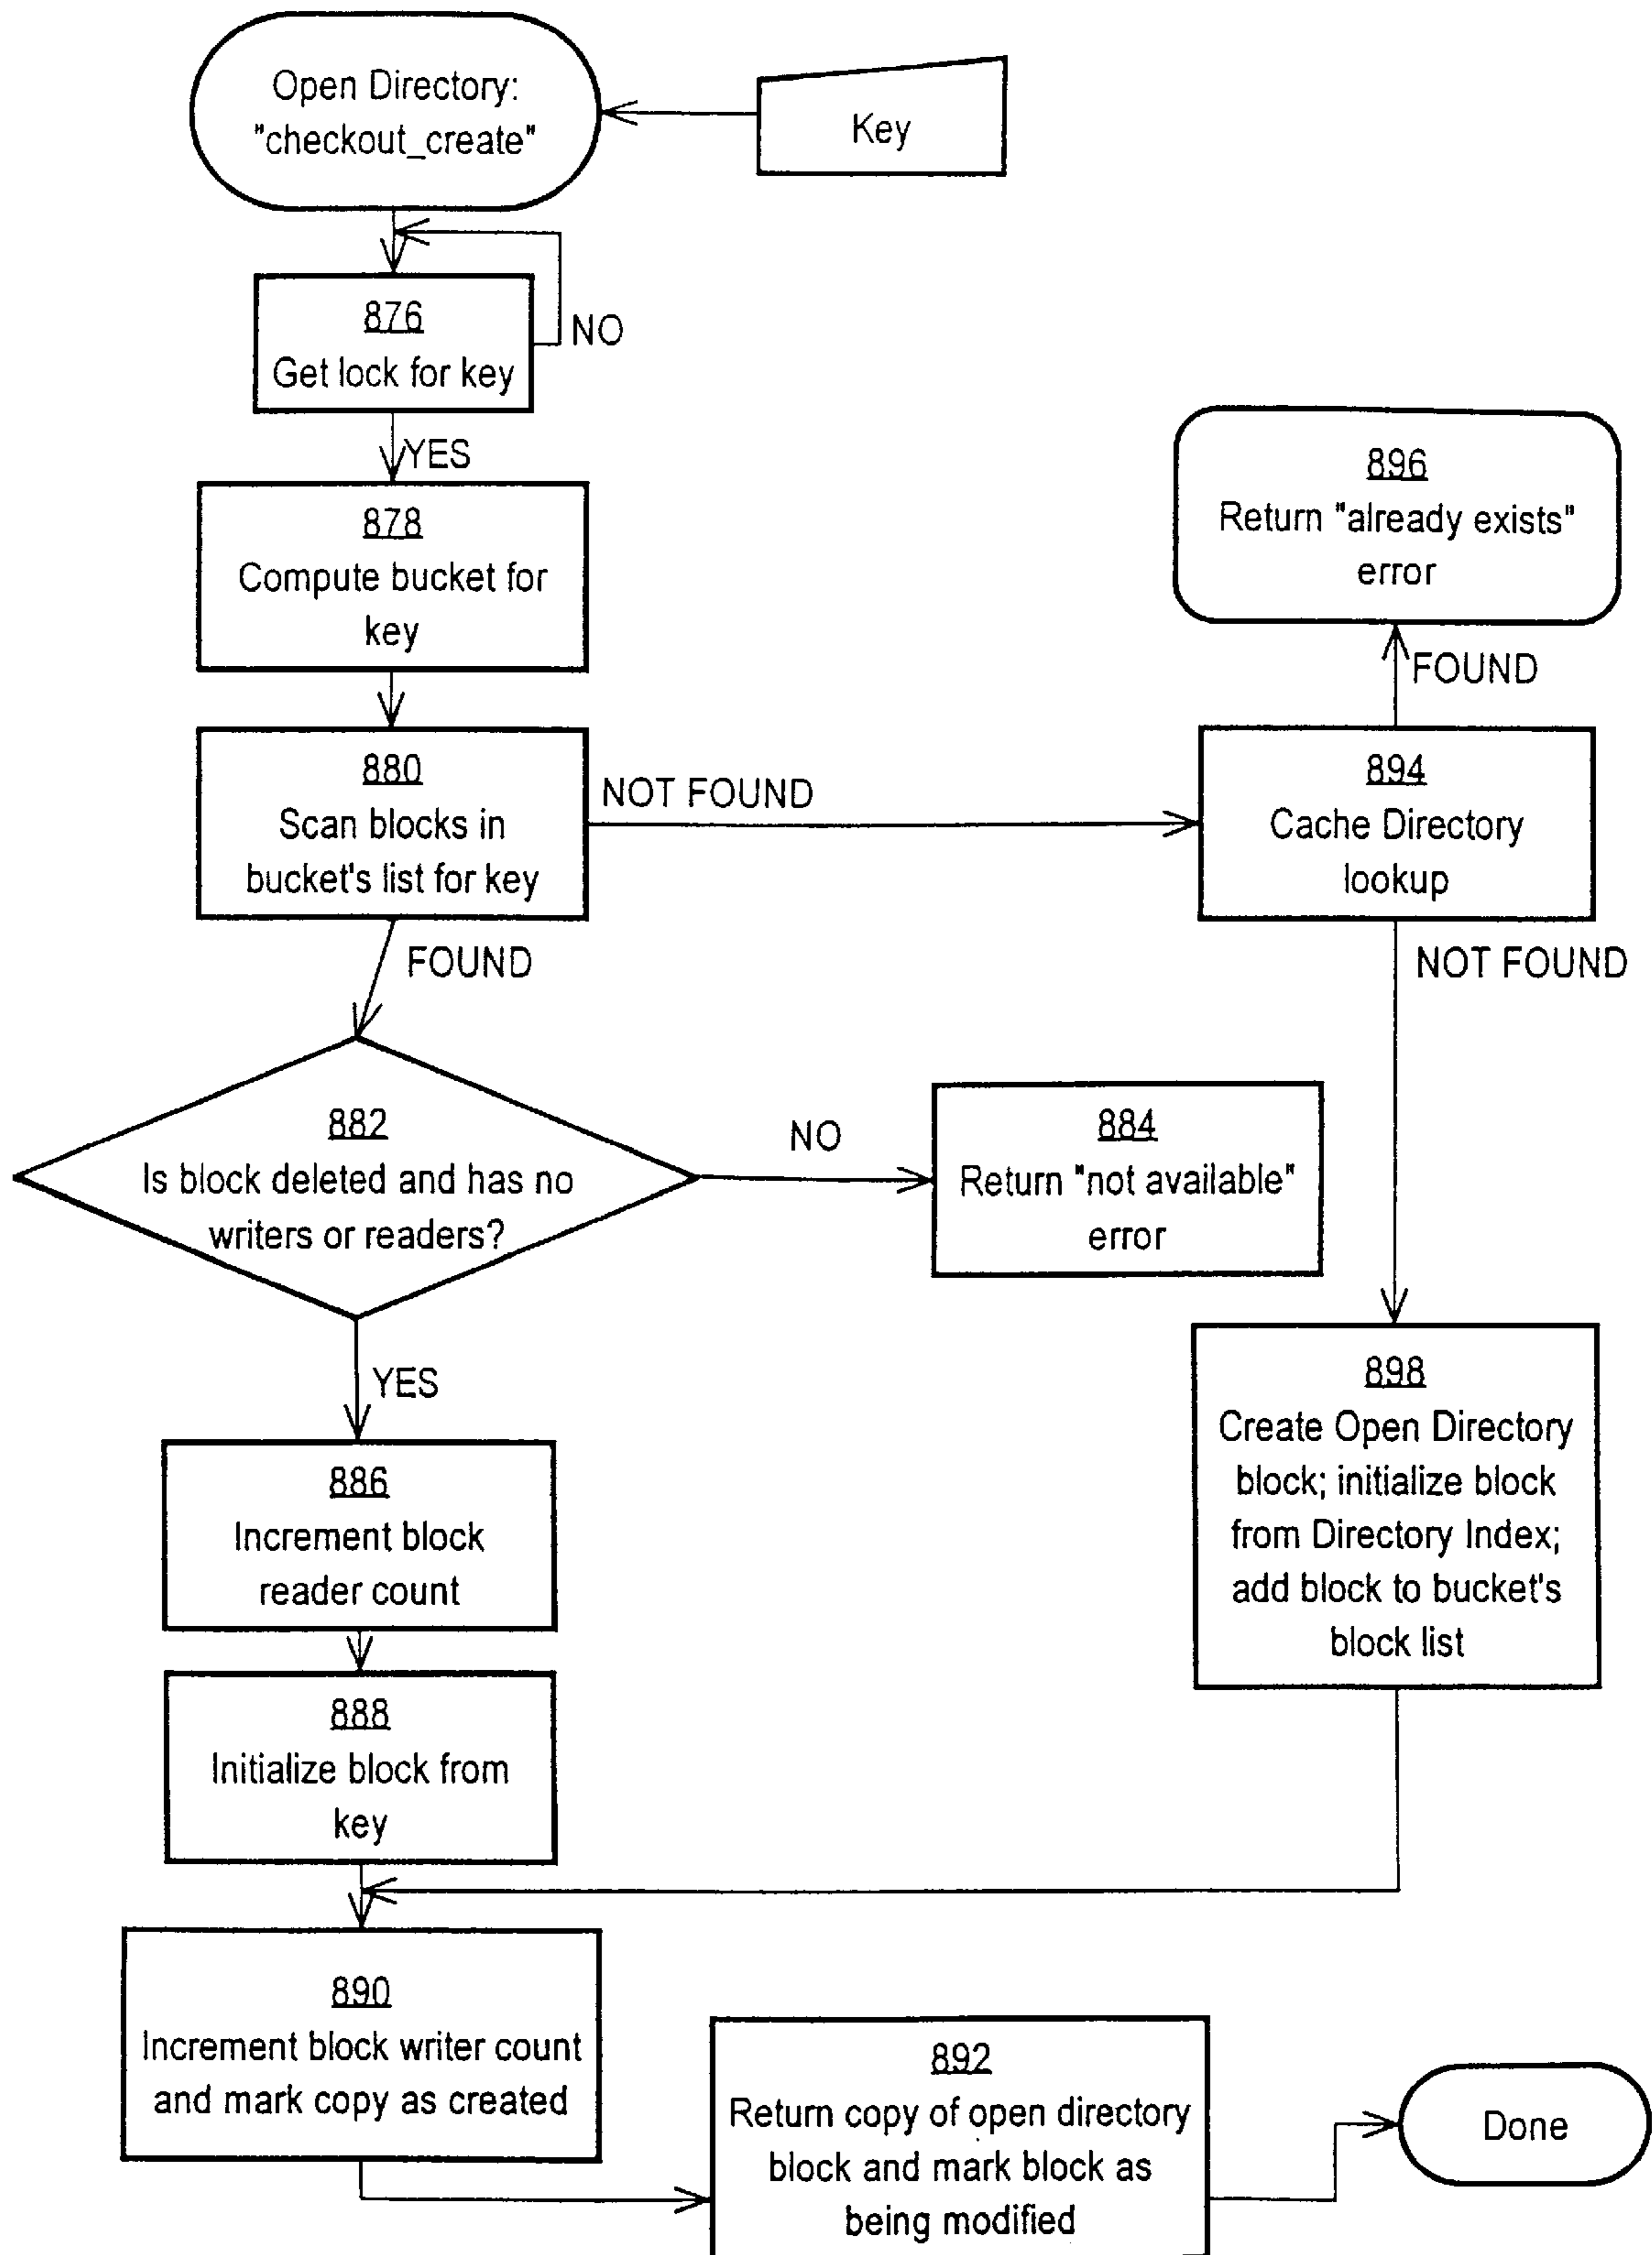 Open Directory:
"checkout_create"
Key
876
Get lock for key
NO
YES
878
Compute bucket for
key
880
Scan blocks in
bucket's list for key
NOT FOUND
894
Cache Directory
lookup
FOUND
896
Return "already exists"
error
FOUND
NOT FOUND
882
Is block deleted and has no
writers or readers?
NO
884
Return "not available"
error
YES
886
Increment block
reader count
898
Create Open Directory
block; initialize block
from Directory Index;
add block to bucket's
block list
888
Initialize block from
key
890
Increment block writer count
and mark copy as created
892
Return copy of open directory
block and mark block as
being modified
Done